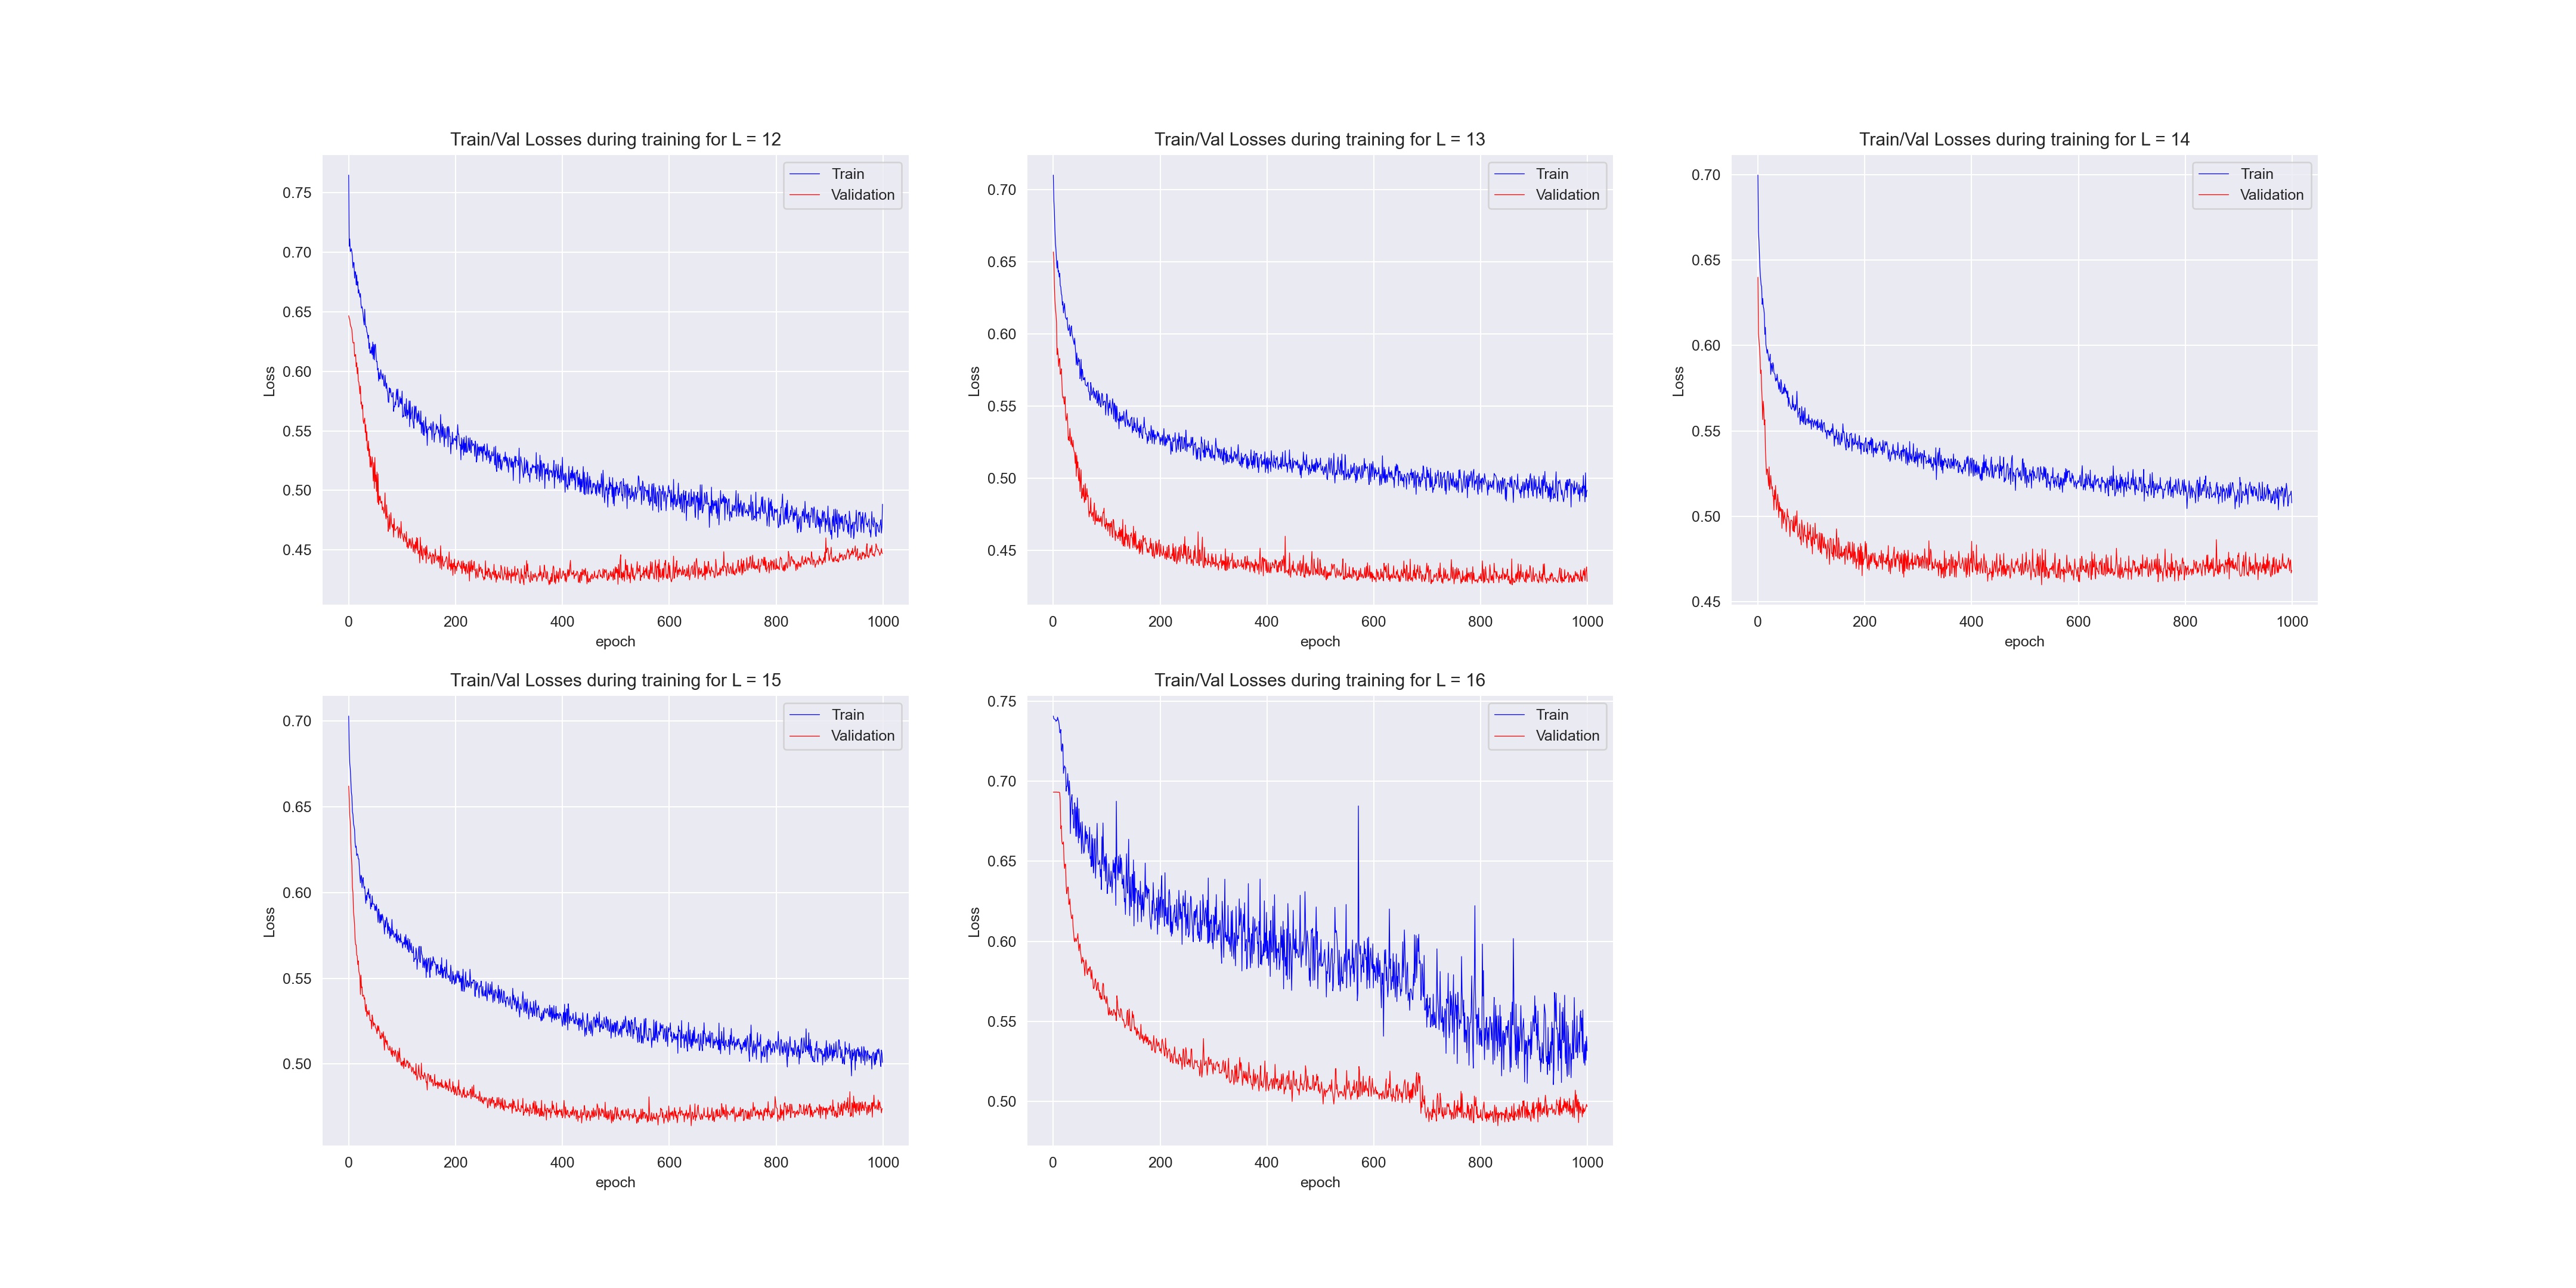 Train/Val Losses during training for L = 12
Train
Validation
0.75
0.70
0.65
0.60
0.55
0.50
0.45
Loss
0 200 400 600 800 1000
epoch
Train/Val Losses during training for L = 13
Train
Validation
0.70
0.65
0.60
0.55
0.50
0.45
Loss
0 200 400 600 800 1000
epoch
Train/Val Losses during training for L = 14
Train
Validation
0.70
0.65
0.60
0.55
0.50
0.45
Loss
0 200 400 600 800 1000
epoch
Train/Val Losses during training for L = 15
Train
Validation
0.70
0.65
0.60
0.55
0.50
Loss
0 200 400 600 800 1000
epoch
Train/Val Losses during training for L = 16
Train
Validation
0.75
0.70
0.65
0.60
0.55
0.50
Loss
0 200 400 600 800 1000
epoch